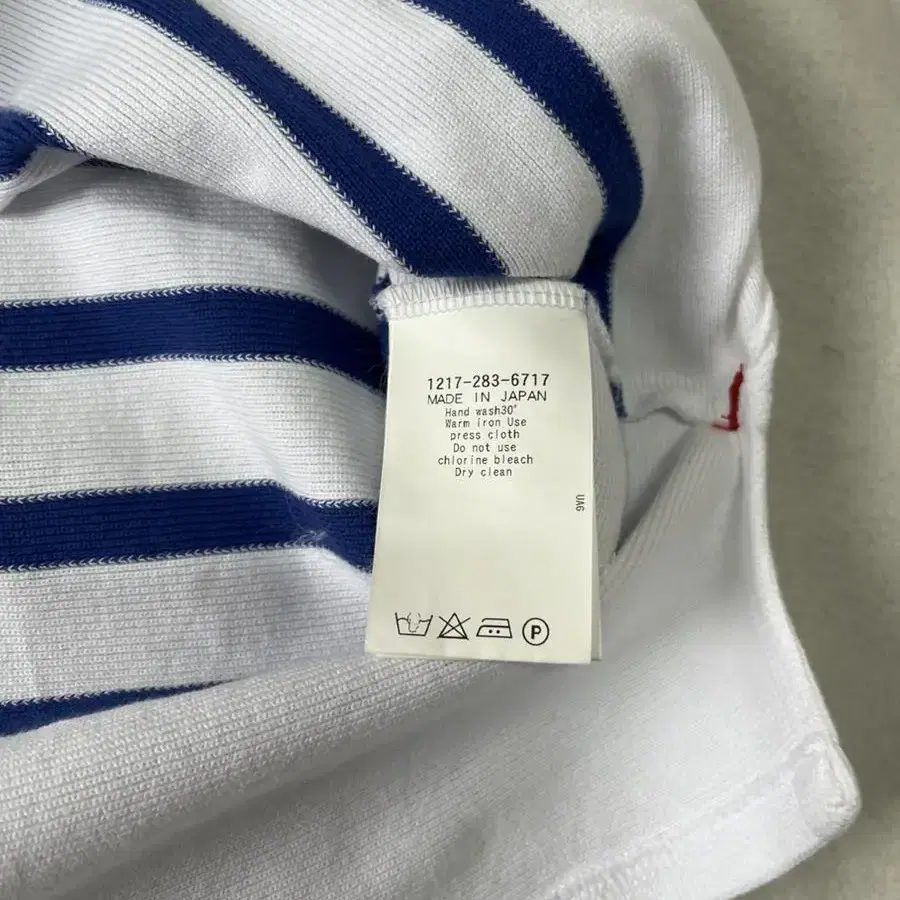 1217-283-6717
MADE IN JAPAN
Hand wash30°
Warm iron Use
press cloth
Do not use
chlorine bleach
Dry clean
UA6
P